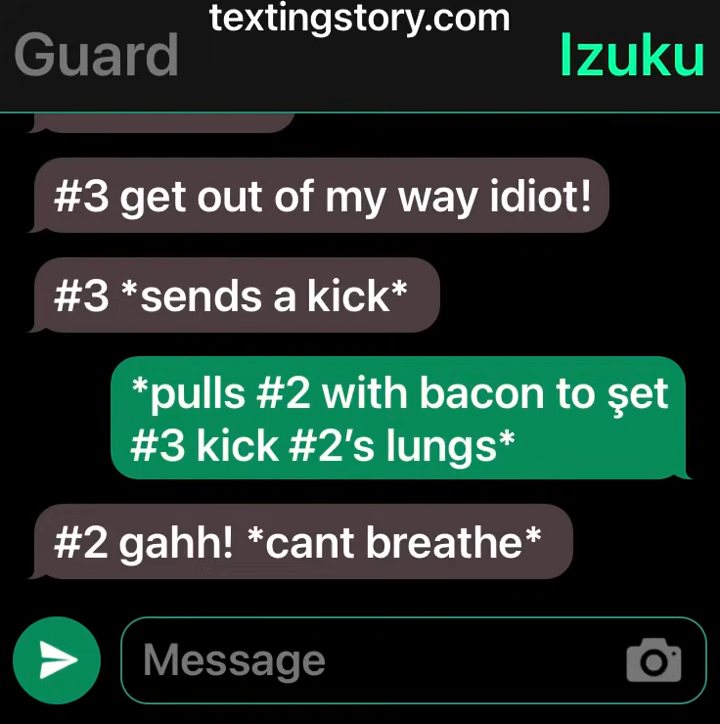 textingstory.com
Guard
Izuku
#3 get out of my way idiot!
#3 *sends a kick*
*pulls #2 with bacon to şet
#3 kick #2’s lungs*
#2 gahh! *cant breathe*
Message